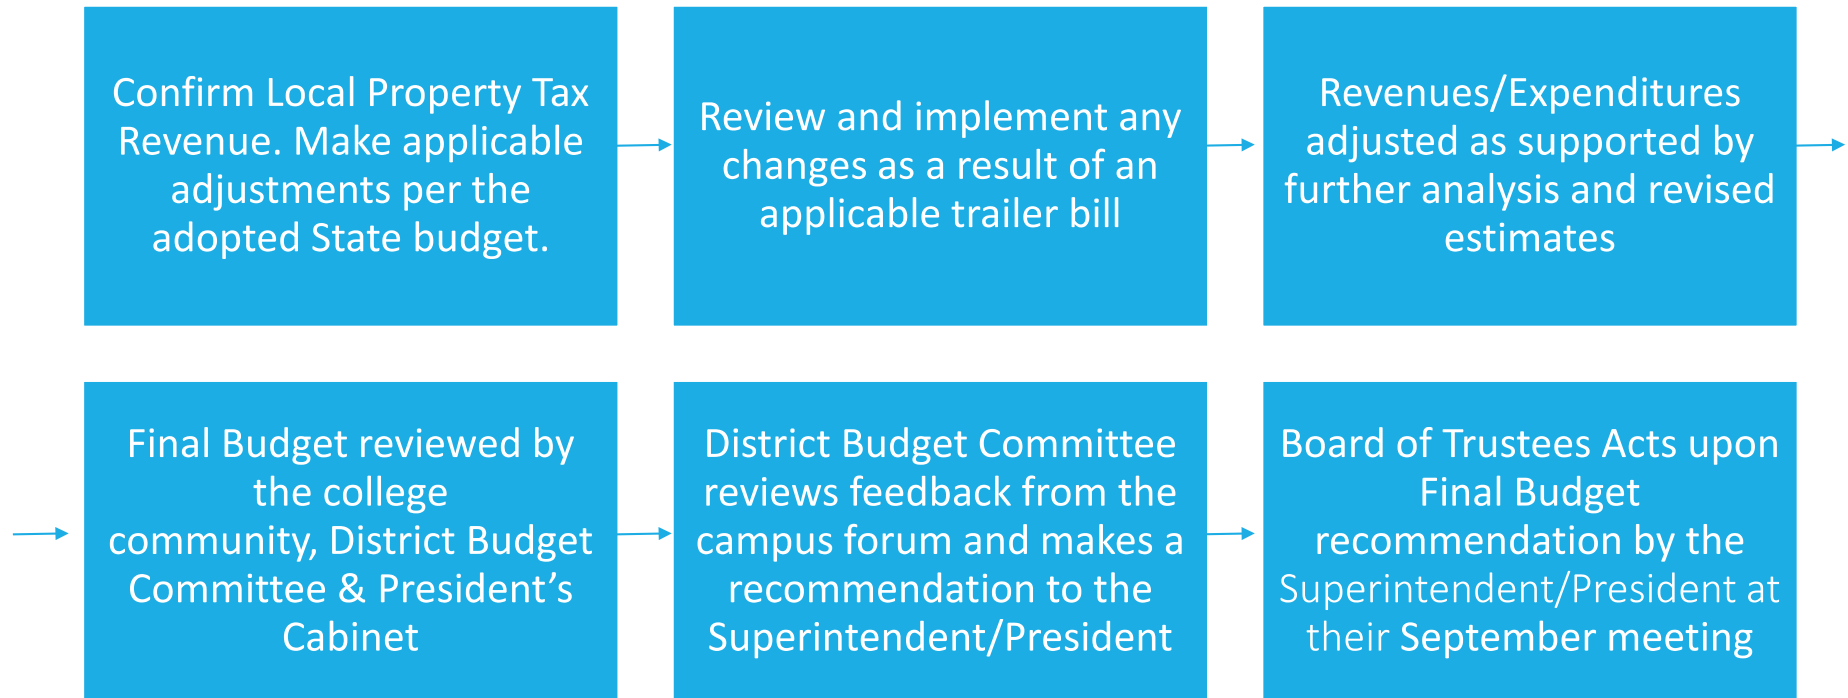 Confirm Local Property Tax
Revenue. Make applicable
adjustments per the
adopted State budget.
Review and implement any
changes as a result of an
applicable trailer bill
Revenues/Expenditures
adjusted as supported by
further analysis and revised
estimates
Final Budget reviewed by
the college
community, District Budget
Committee & President’s
Cabinet
District Budget Committee
reviews feedback from the
campus forum and makes a
recommendation to the
Superintendent/President
Board of Trustees Acts upon
Final Budget
recommendation by the
Superintendent/President at
their September meeting